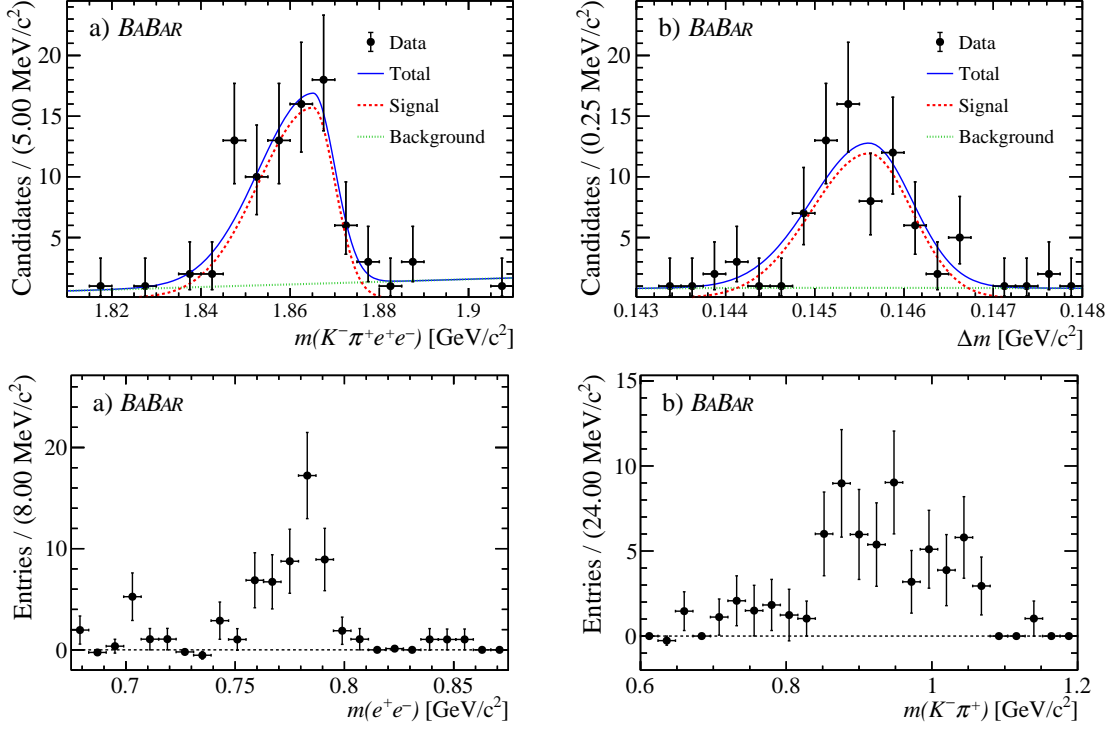 a) BABAR
Data
Total
Signal
Background
Candidates / (5.00 MeV/c²)
5
10
15
20
1.82
1.84
1.86
1.88
1.9
m(K⁻π⁺e⁺e⁻) [GeV/c²]
b) BABAR
Data
Total
Signal
Background
Candidates / (0.25 MeV/c²)
5
10
15
20
0.143
0.144
0.145
0.146
0.147
0.148
Δm [GeV/c²]
a) BABAR
Entries / (8.00 MeV/c²)
0
10
20
0.7
0.75
0.8
0.85
m(e⁺e⁻) [GeV/c²]
b) BABAR
Entries / (24.00 MeV/c²)
0
5
10
15
0.6
0.8
1
1.2
m(K⁻π⁺) [GeV/c²]